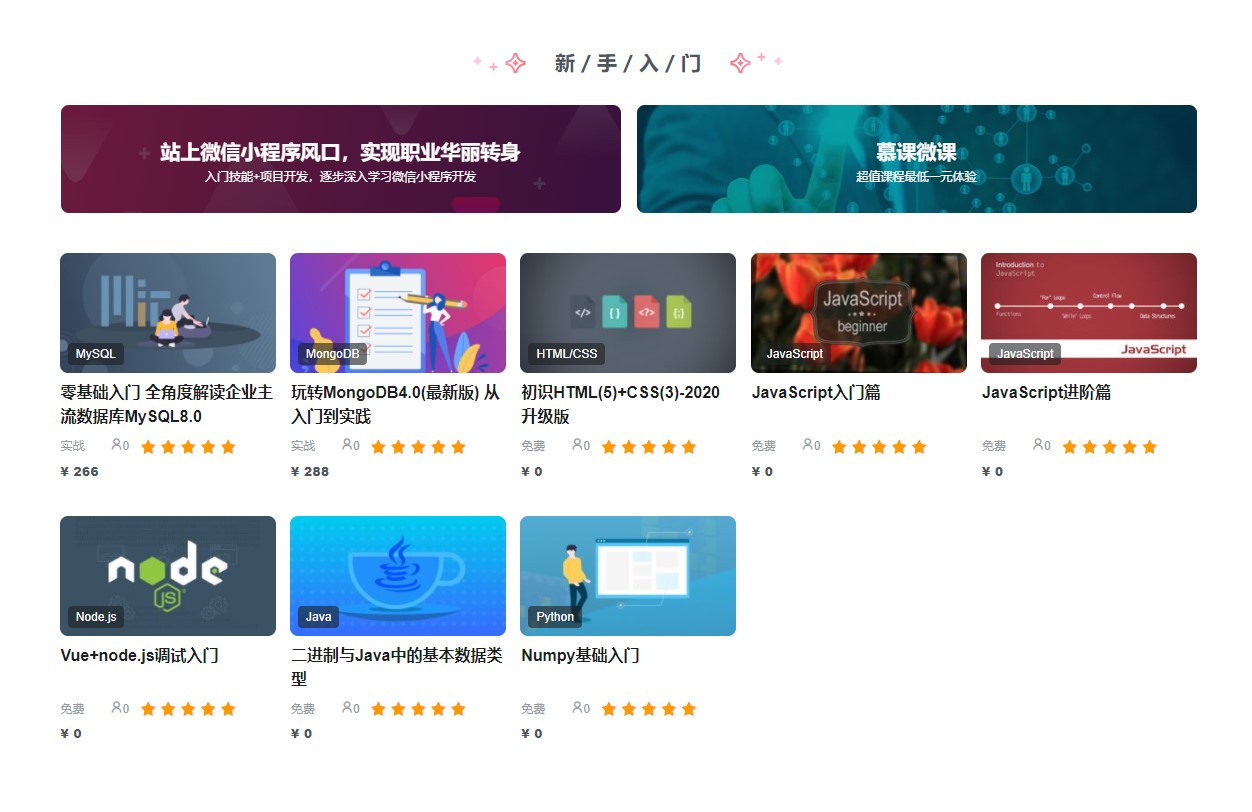 新/手/入/门
站上微信小程序风口，实现职业华丽转身
入门技能+项目开发，逐步深入学习微信小程序开发
慕课微课
超值课程最低一元体验
MySQL
零基础入门 全角度解读企业主
流数据库MySQL8.0
实战 0
¥ 266
MongoDB
玩转MongoDB4.0(最新版) 从
入门到实践
实战 0
¥ 288
</> { } <?> {;}
HTML/CSS
初识HTML(5)+CSS(3)-2020
升级版
免费 0
¥ 0
JavaScript
beginner
JavaScript
JavaScript入门篇
免费 0
¥ 0
Introduction to
JavaScript
"For" Loops
Control Flow
Functions
"While" Loops
Data Structures
JavaScript
JavaScript
JavaScript进阶篇
免费 0
¥ 0
node
JS
Node.js
Vue+node.js调试入门
免费 0
¥ 0
Java
二进制与Java中的基本数据类
型
免费 0
¥ 0
Python
Numpy基础入门
免费 0
¥ 0